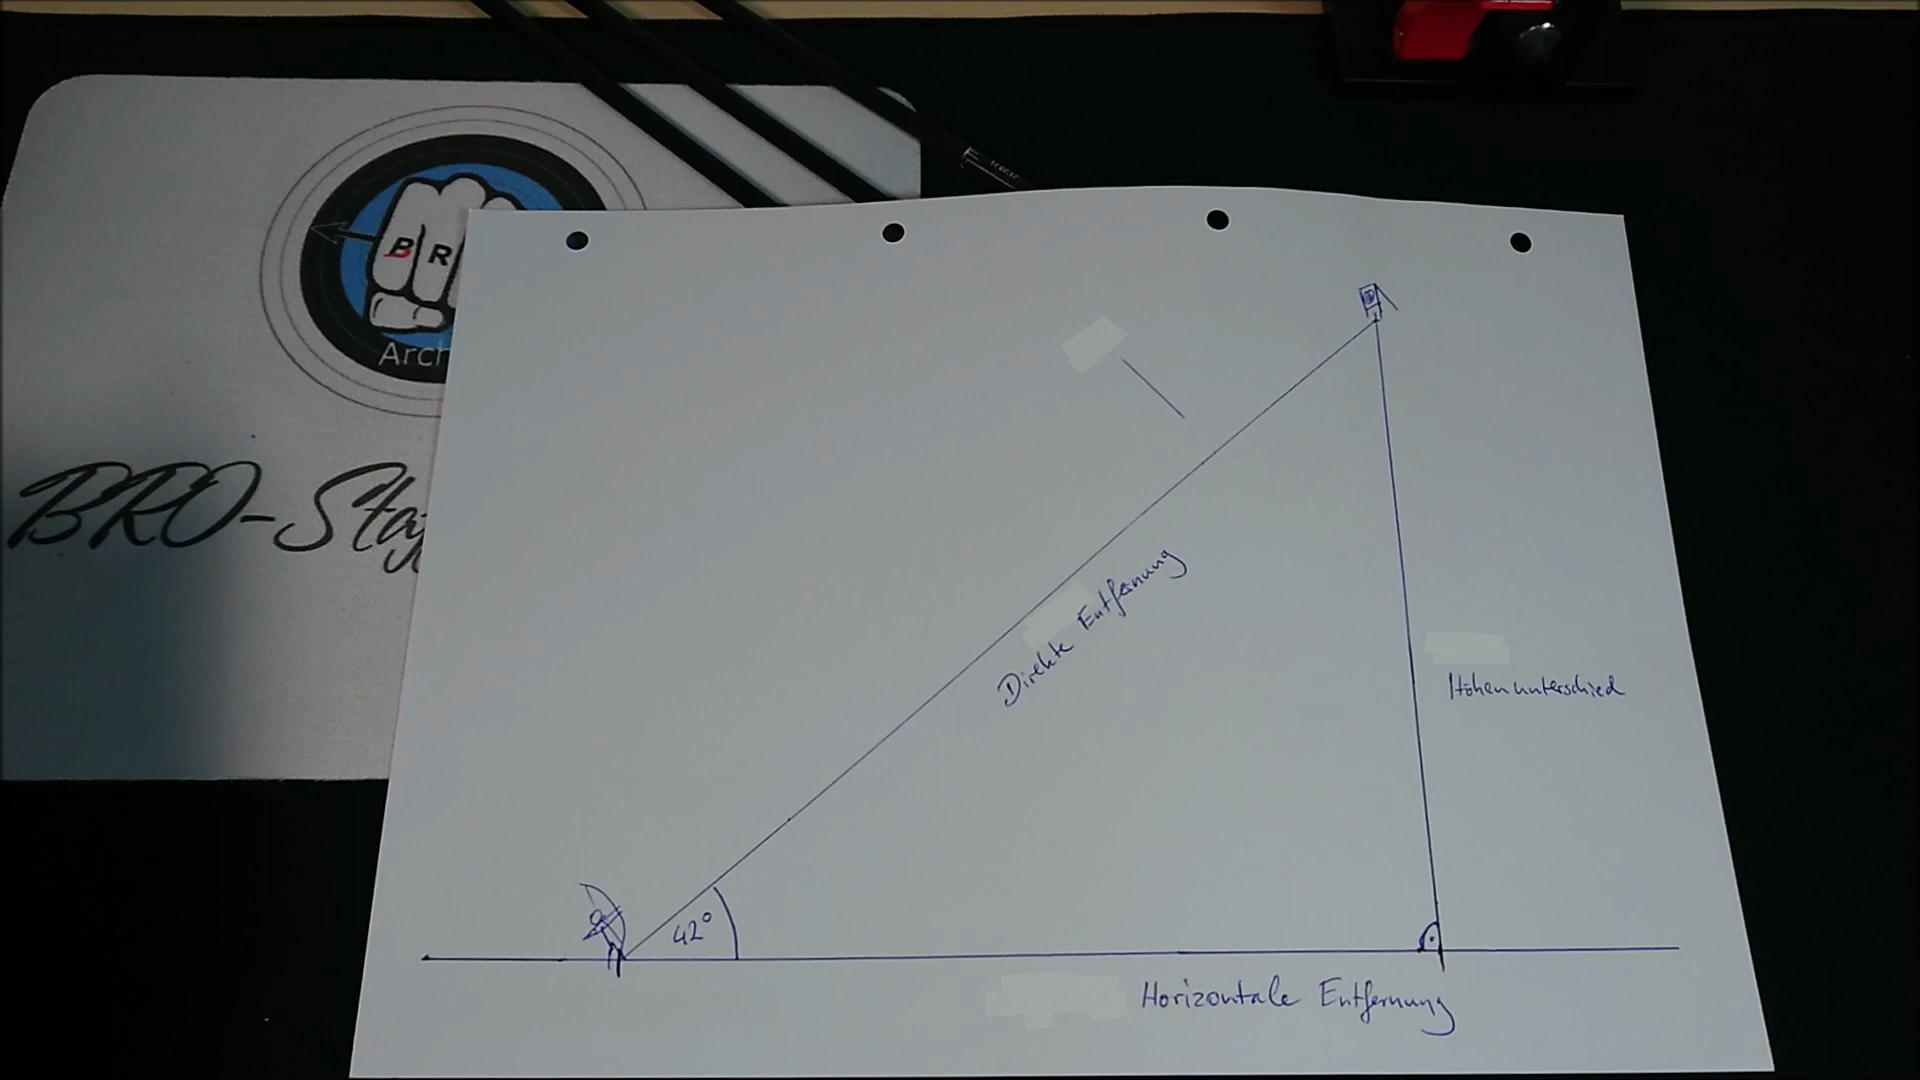 B R
Arch
BRO-Sta
Direkte Entfernung
Höhenunterschied
42°
Horizontale Entfernung